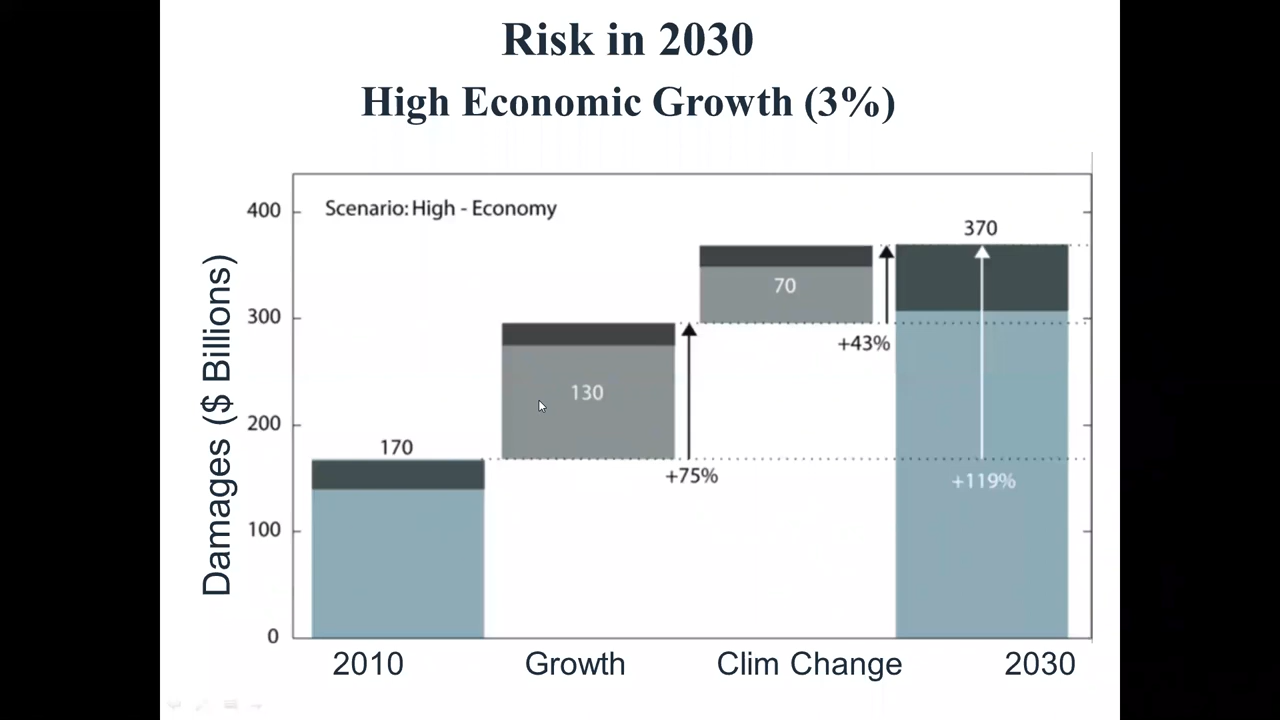 Risk in 2030
High Economic Growth (3%)
Scenario: High - Economy
Damages ($ Billions)
400
300
200
100
0
170
130
+75%
70
+43%
370
+119%
2010
Growth
Clim Change
2030